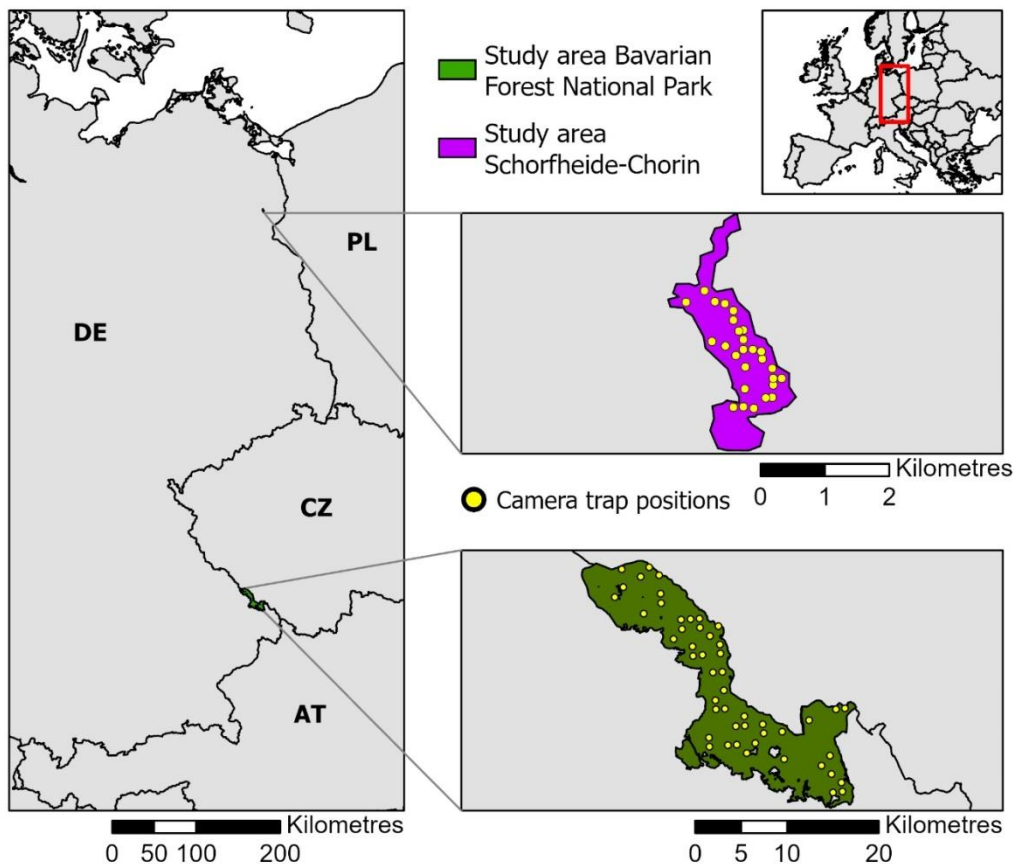 Study area Bavarian
Forest National Park
Study area
Schorfheide-Chorin
PL
DE
CZ
AT
Kilometres
0 1 2
Camera trap positions
Kilometres
0 50 100 200
Kilometres
0 5 10 20